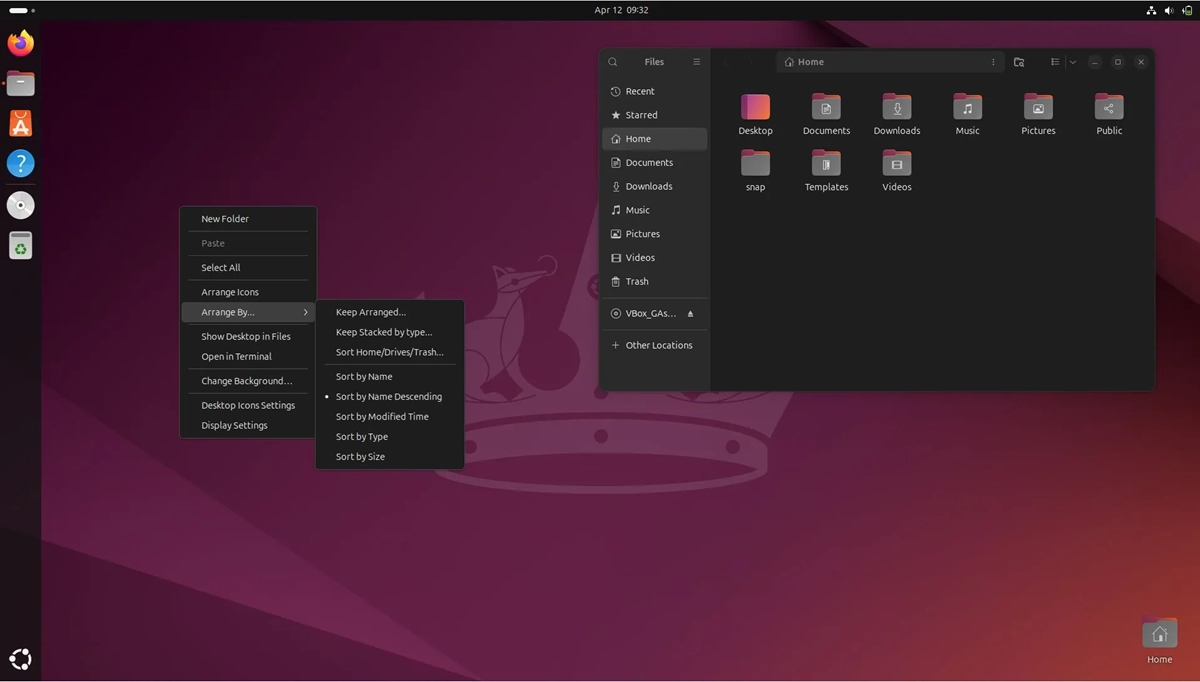 Apr 12 09:32
Files
Home
Recent
Starred
Home
Documents
Downloads
Music
Pictures
Videos
Trash
VBox_GAs...
Other Locations
Desktop
Documents
Downloads
Music
Pictures
Public
snap
Templates
Videos
New Folder
Paste
Select All
Arrange Icons
Arrange By...
Show Desktop in Files
Open in Terminal
Change Background...
Desktop Icons Settings
Display Settings
Keep Arranged...
Keep Stacked by type...
Sort Home/Drives/Trash...
Sort by Name
Sort by Name Descending
Sort by Modified Time
Sort by Type
Sort by Size
Home